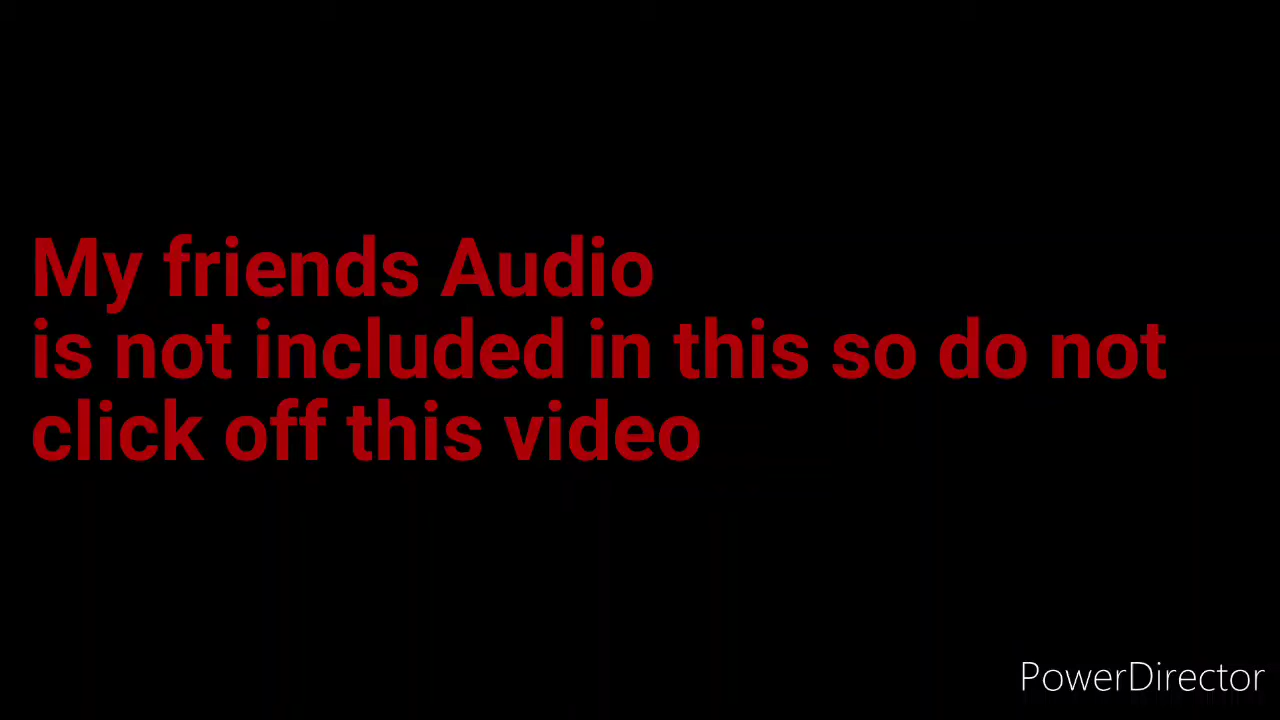 My friends Audio
is not included in this so do not
click off this video
PowerDirector